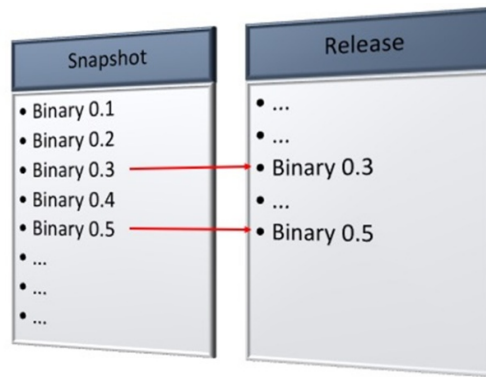 Snapshot
• Binary 0.1
• Binary 0.2
• Binary 0.3
• Binary 0.4
• Binary 0.5
• ...
• ...
• ...
Release
• ...
• ...
• Binary 0.3
• ...
• Binary 0.5